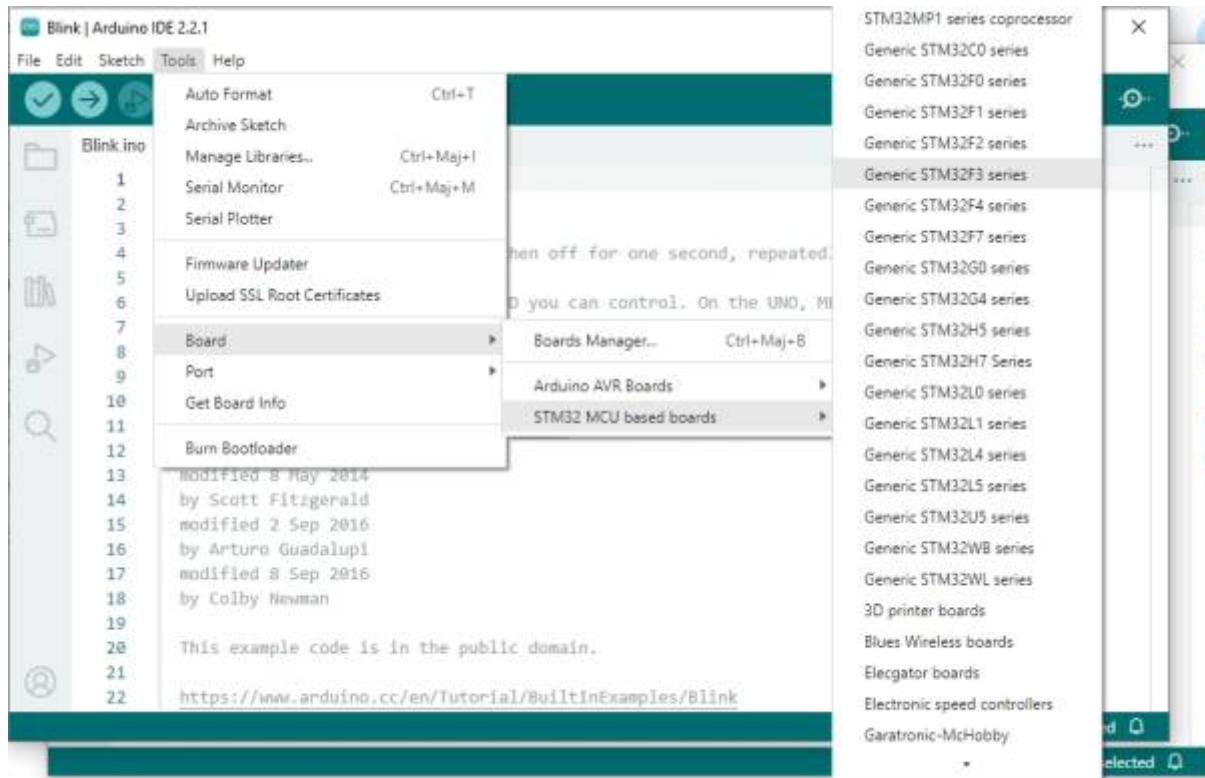 Blink | Arduino IDE 2.2.1
File Edit Sketch Tools Help
Auto Format Ctrl+T
Archive Sketch
Manage Libraries... Ctrl+Maj+I
Serial Monitor Ctrl+Maj+M
Serial Plotter
Firmware Updater
Upload SSL Root Certificates
Board
Port
Get Board Info
Burn Bootloader
Boards Manager... Ctrl+Maj+B
Arduino AVR Boards
STM32 MCU based boards
STM32MP1 series coprocessor
Generic STM32C0 series
Generic STM32F0 series
Generic STM32F1 series
Generic STM32F2 series
Generic STM32F3 series
Generic STM32F4 series
Generic STM32F7 series
Generic STM32G0 series
Generic STM32G4 series
Generic STM32H5 series
Generic STM32H7 Series
Generic STM32L0 series
Generic STM32L1 series
Generic STM32L4 series
Generic STM32L5 series
Generic STM32U5 series
Generic STM32WB series
Generic STM32WL series
3D printer boards
Blues Wireless boards
Elecgator boards
Electronic speed controllers
Garatronic-McHobby
Blink.ino
1
2
3
4 hen off for one second, repeated
5
6 D you can control. On the UNO,
7
8
9
10
11
12
13 modified 8 May 2014
14 by Scott Fitzgerald
15 modified 2 Sep 2016
16 by Arturo Guadalupi
17 modified 8 Sep 2016
18 by Colby Newman
19
20 This example code is in the public domain.
21
22 https://www.arduino.cc/en/Tutorial/BuiltInExamples/Blink
elected